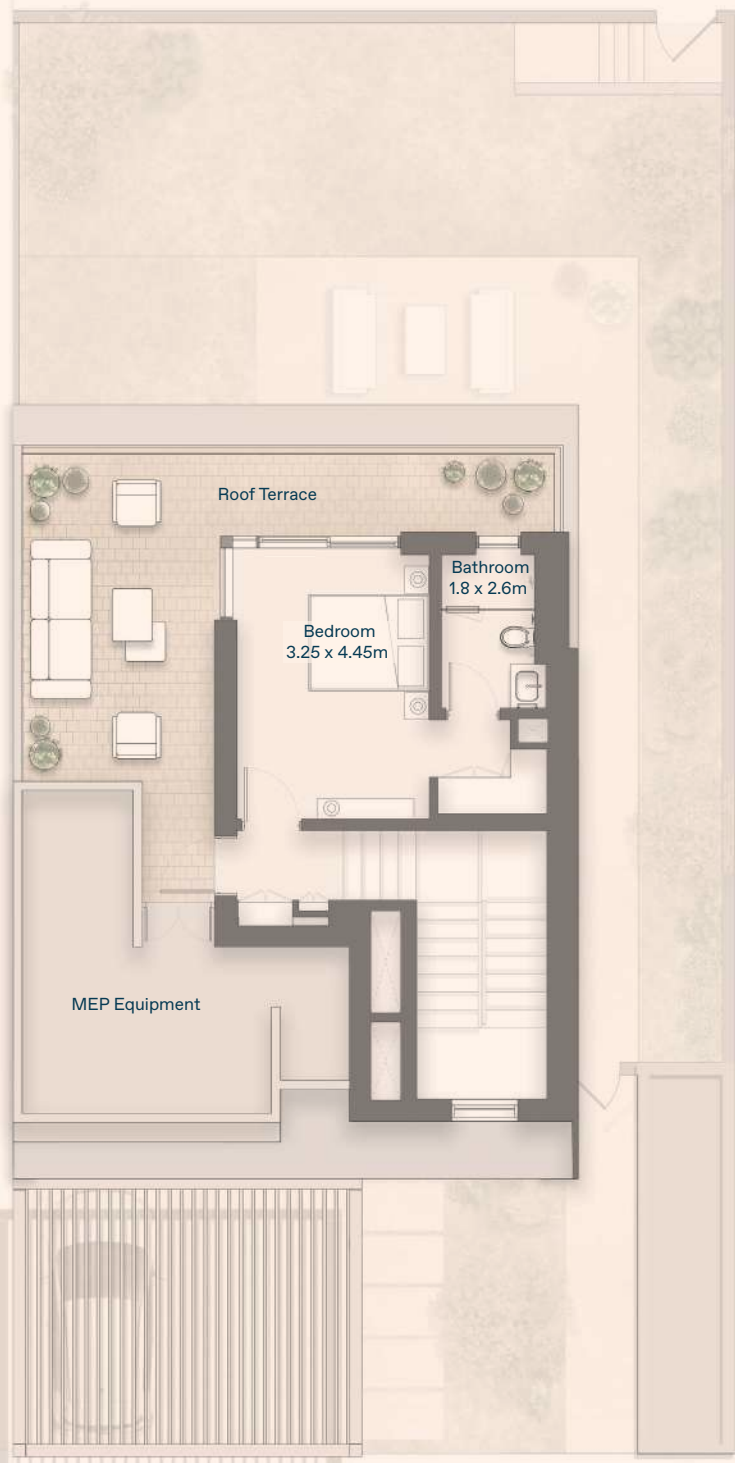 Roof Terrace
Bathroom
1.8 x 2.6m
Bedroom
3.25 x 4.45m
MEP Equipment